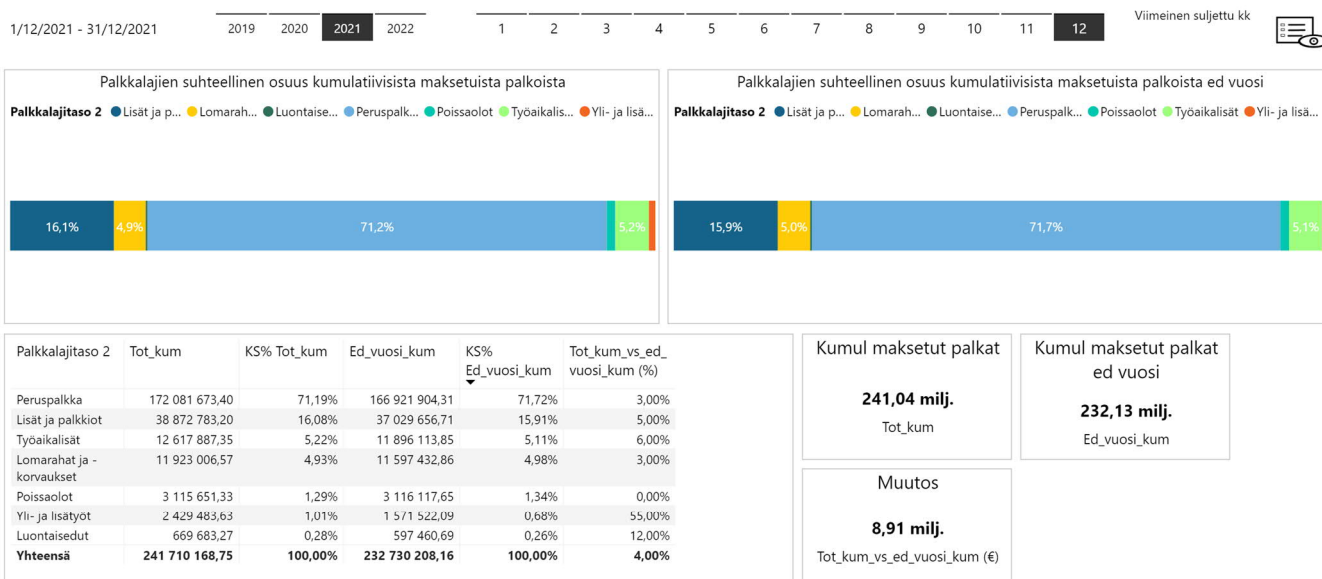 1/12/2021 - 31/12/2021
2019 2020 2021 2022
1 2 3 4 5 6 7 8 9 10 11 12
Viimeinen suljettu kk
Palkkalajien suhteellinen osuus kumulatiivisista maksetuista palkoista
Palkkalajitaso 2 Lisät ja p... Lomarah... Luontaise... Peruspalk... Poissaolot Työaikalis... Yli- ja lisä...
16,1% 4,9% 71,2% 5,2%
Palkkalajien suhteellinen osuus kumulatiivisista maksetuista palkoista ed vuosi
Palkkalajitaso 2 Lisät ja p... Lomarah... Luontaise... Peruspalk... Poissaolot Työaikalisät Yli- ja lisä...
15,9% 5,0% 71,7% 5,1%
Palkkalajitaso 2 Tot_kum KS% Tot_kum Ed_vuosi_kum KS% Tot_kum_vs_ed_
Ed_vuosi_kum vuosi_kum (%)
Peruspalkka 172 081 673,40 71,19% 166 921 904,31 71,72% 3,00%
Lisät ja palkkiot 38 872 783,20 16,08% 37 029 656,71 15,91% 5,00%
Työaikalisät 12 617 887,35 5,22% 11 896 113,85 5,11% 6,00%
Lomarahat ja - 11 923 006,57 4,93% 11 597 432,86 4,98% 3,00%
korvaukset
Poissaolot 3 115 651,33 1,29% 3 116 117,65 1,34% 0,00%
Yli- ja lisätyöt 2 429 483,63 1,01% 1 571 522,09 0,68% 55,00%
Luontaisedut 669 683,27 0,28% 597 460,69 0,26% 12,00%
Yhteensä 241 710 168,75 100,00% 232 730 208,16 100,00% 4,00%
Kumul maksetut palkat
241,04 milj.
Tot_kum
Kumul maksetut palkat
ed vuosi
232,13 milj.
Ed_vuosi_kum
Muutos
8,91 milj.
Tot_kum_vs_ed_vuosi_kum (€)